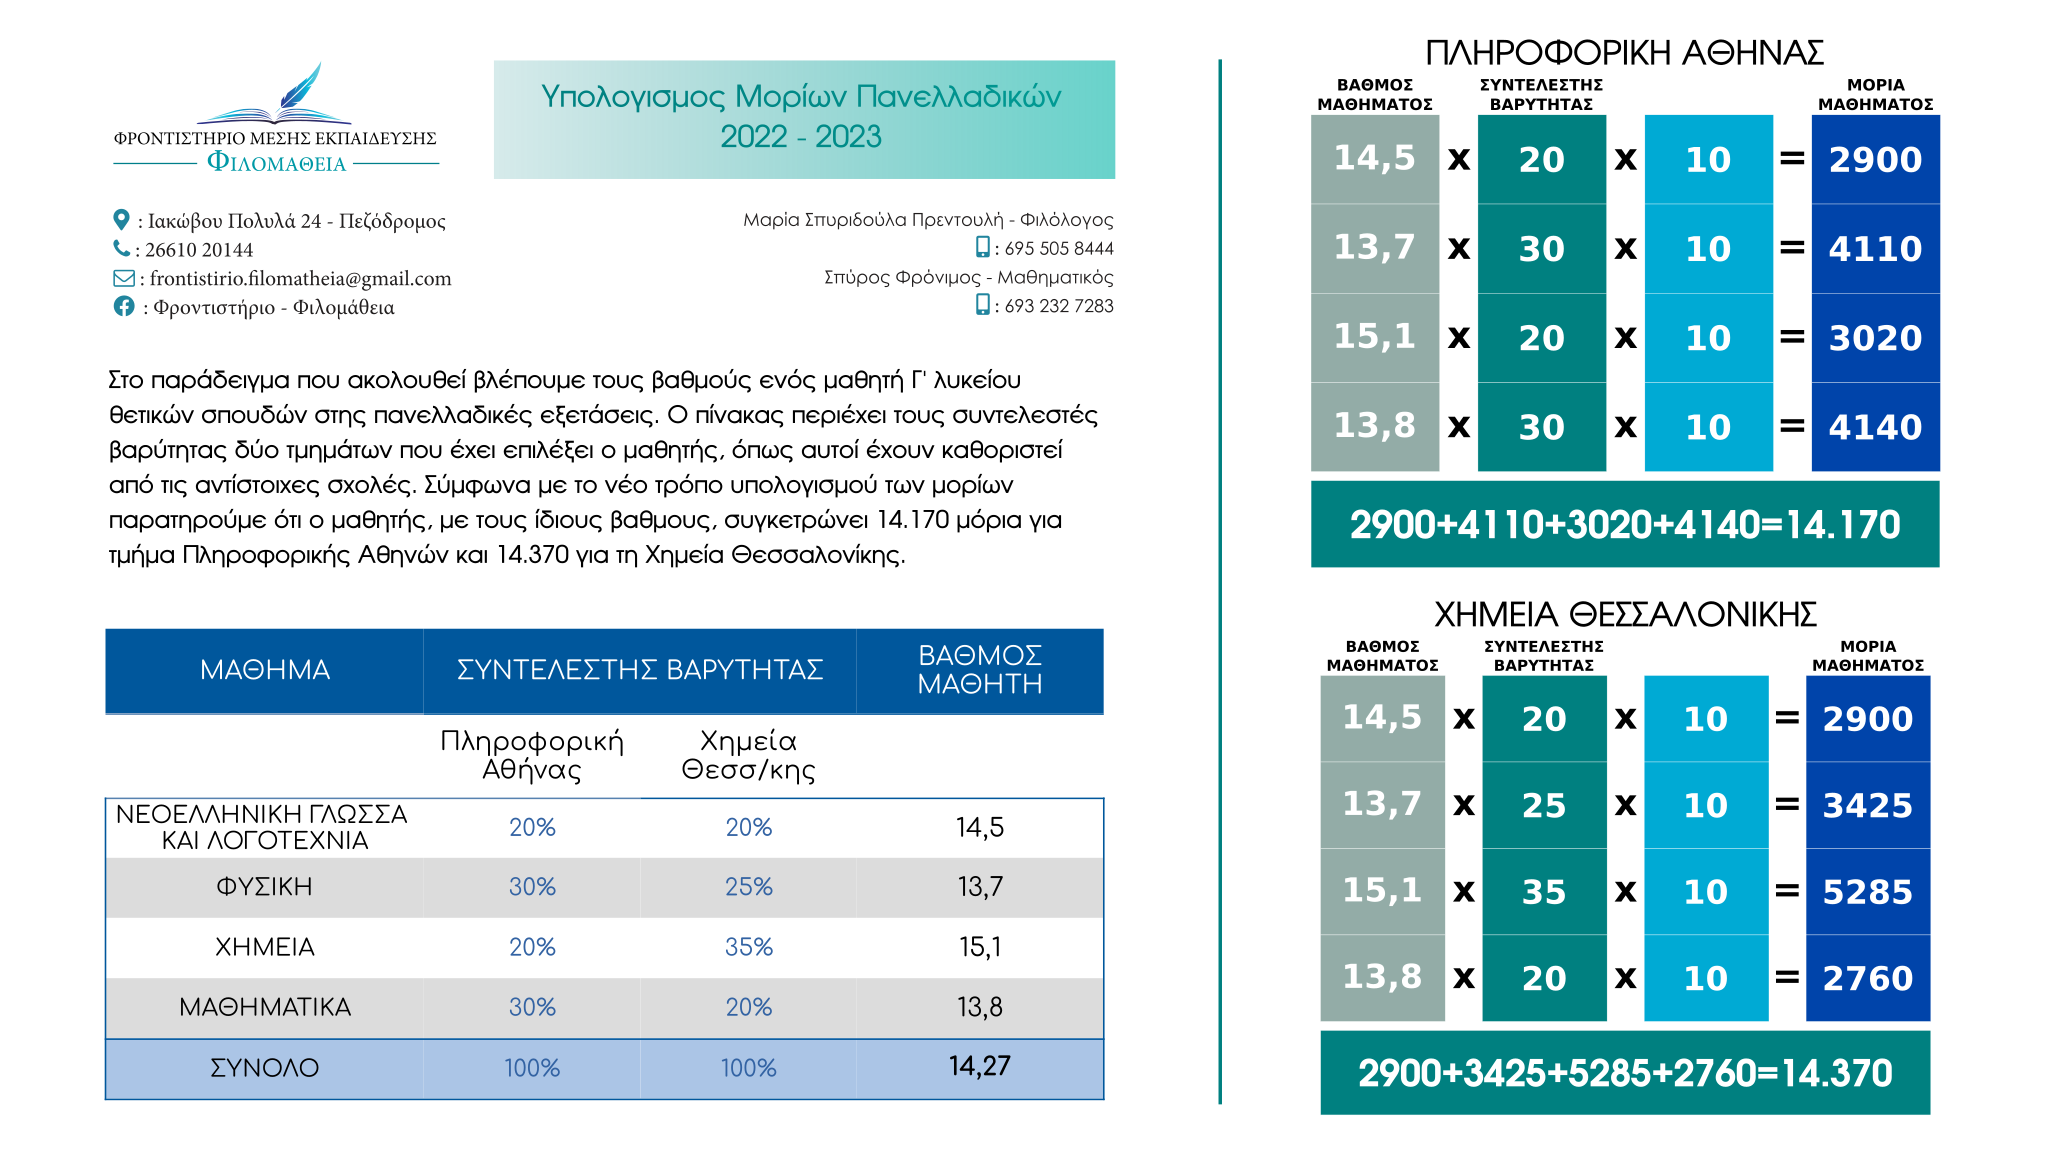 ΦΡΟΝΤΙΣΤΗΡΙΟ ΜΕΣΗΣ ΕΚΠΑΙΔΕΥΣΗΣ
ΦΙΛΟΜΑΘΕΙΑ
Υπολογισμος Μορίων Πανελλαδικών
2022 - 2023
: Ιακώβου Πολυλά 24 - Πεζόδρομος
: 26610 20144
: frontistirio.filomatheia@gmail.com
: Φροντιστήριο - Φιλομάθεια
Μαρία Σπυριδούλα Πρεντουλή - Φιλόλογος
: 695 505 8444
Σπύρος Φρόνιμος - Μαθηματικός
: 693 232 7283
Στο παράδειγμα που ακολουθεί βλέπουμε τους βαθμούς ενός μαθητή Γ' λυκείου
θετικών σπουδών στης πανελλαδικές εξετάσεις. Ο πίνακας περιέχει τους συντελεστές
βαρύτητας δύο τμημάτων που έχει επιλέξει ο μαθητής, όπως αυτοί έχουν καθοριστεί
από τις αντίστοιχες σχολές. Σύμφωνα με το νέο τρόπο υπολογισμού των μορίων
παρατηρούμε ότι ο μαθητής, με τους ίδιους βαθμους, συγκετρώνει 14.170 μόρια για
τμήμα Πληροφορικής Αθηνών και 14.370 για τη Χημεία Θεσσαλονίκης.
ΜΑΘΗΜΑ ΣΥΝΤΕΛΕΣΤΗΣ ΒΑΡΥΤΗΤΑΣ ΒΑΘΜΟΣ
ΜΑΘΗΤΗ
Πληροφορική Χημεία
Αθήνας Θεσσ/κης
ΝΕΟΕΛΛΗΝΙΚΗ ΓΛΩΣΣΑ
ΚΑΙ ΛΟΓΟΤΕΧΝΙΑ 20% 20% 14,5
ΦΥΣΙΚΗ 30% 25% 13,7
ΧΗΜΕΙΑ 20% 35% 15,1
ΜΑΘΗΜΑΤΙΚΑ 30% 20% 13,8
ΣΥΝΟΛΟ 100% 100% 14,27
ΠΛΗΡΟΦΟΡΙΚΗ ΑΘΗΝΑΣ
ΒΑΘΜΟΣ ΣΥΝΤΕΛΕΣΤΗΣ ΜΟΡΙΑ
ΜΑΘΗΜΑΤΟΣ ΒΑΡΥΤΗΤΑΣ ΜΑΘΗΜΑΤΟΣ
14,5 x 20 x 10 = 2900
13,7 x 30 x 10 = 4110
15,1 x 20 x 10 = 3020
13,8 x 30 x 10 = 4140
2900+4110+3020+4140=14.170
ΧΗΜΕΙΑ ΘΕΣΣΑΛΟΝΙΚΗΣ
ΒΑΘΜΟΣ ΣΥΝΤΕΛΕΣΤΗΣ ΜΟΡΙΑ
ΜΑΘΗΜΑΤΟΣ ΒΑΡΥΤΗΤΑΣ ΜΑΘΗΜΑΤΟΣ
14,5 x 20 x 10 = 2900
13,7 x 25 x 10 = 3425
15,1 x 35 x 10 = 5285
13,8 x 20 x 10 = 2760
2900+3425+5285+2760=14.370